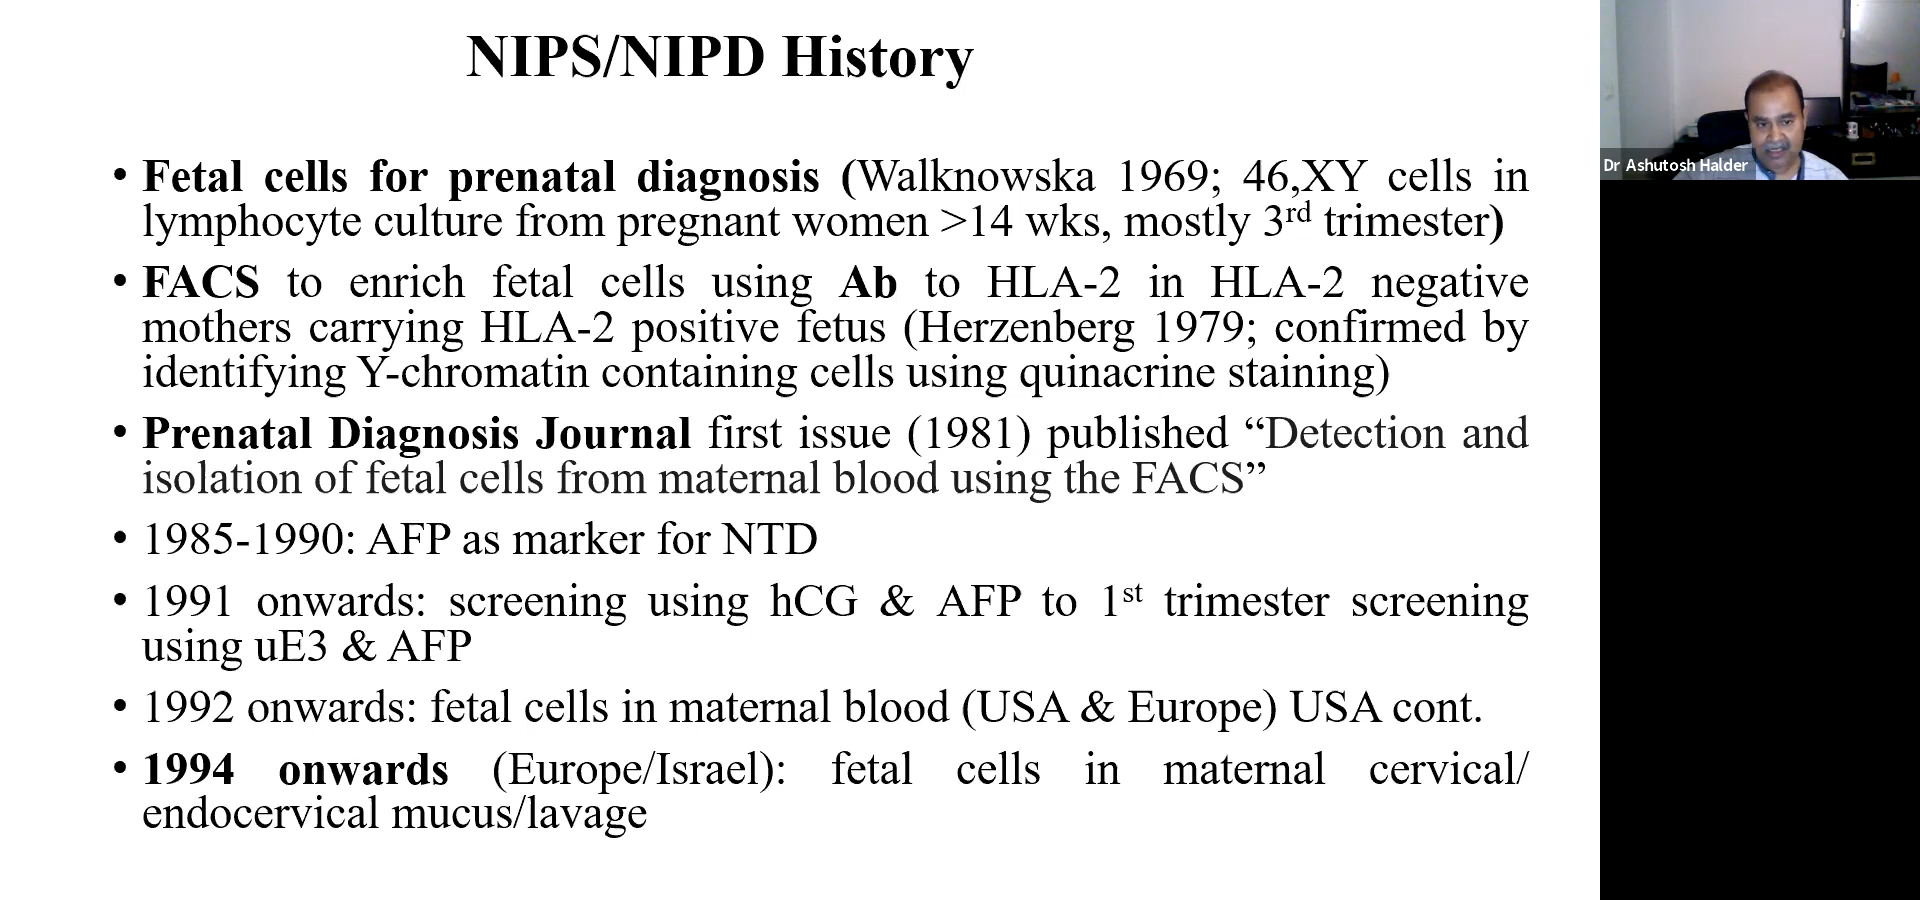 NIPS/NIPD History
• Fetal cells for prenatal diagnosis (Walknowska 1969; 46,XY cells in
lymphocyte culture from pregnant women >14 wks, mostly 3rd trimester)
• FACS to enrich fetal cells using Ab to HLA-2 in HLA-2 negative
mothers carrying HLA-2 positive fetus (Herzenberg 1979; confirmed by
identifying Y-chromatin containing cells using quinacrine staining)
• Prenatal Diagnosis Journal first issue (1981) published “Detection and
isolation of fetal cells from maternal blood using the FACS”
• 1985-1990: AFP as marker for NTD
• 1991 onwards: screening using hCG & AFP to 1st trimester screening
using uE3 & AFP
• 1992 onwards: fetal cells in maternal blood (USA & Europe) USA cont.
• 1994 onwards (Europe/Israel): fetal cells in maternal cervical/
endocervical mucus/lavage
Dr Ashutosh Halder